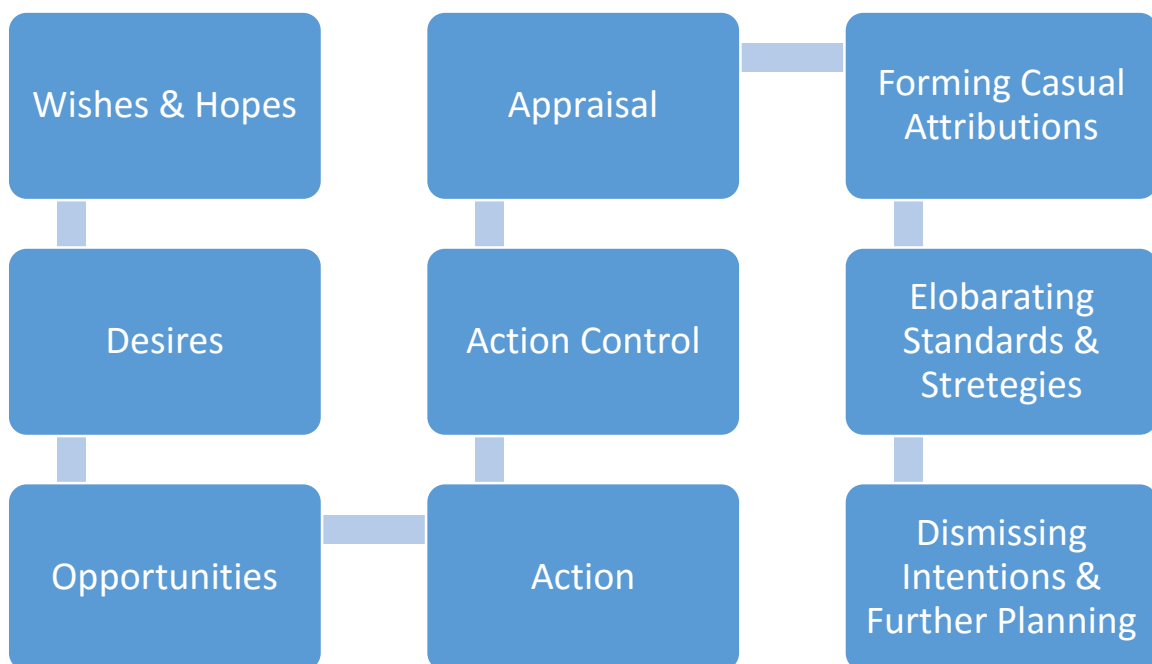 Wishes & Hopes
Desires
Opportunities
Action
Action Control
Appraisal
Forming Casual
Attributions
Elobarating
Standards &
Stretegies
Dismissing
Intentions &
Further Planning